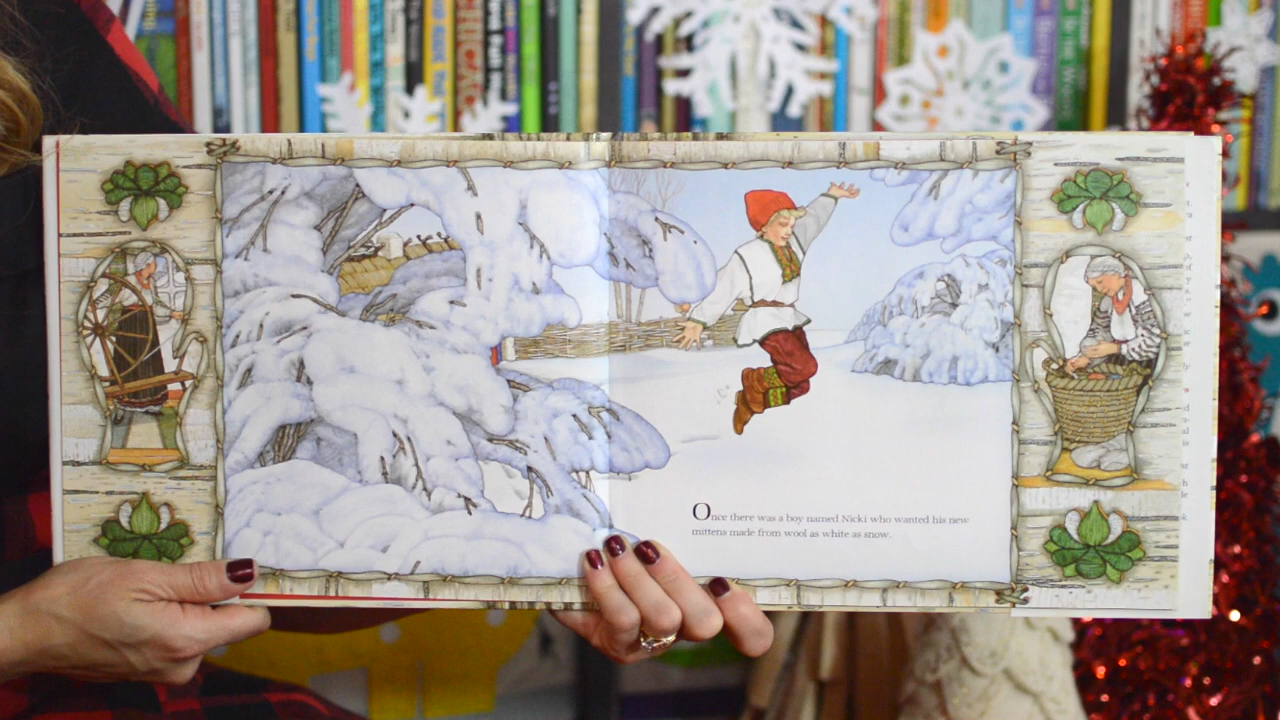 Once there was a boy named Nicki who wanted his new
mittens made from wool as white as snow.